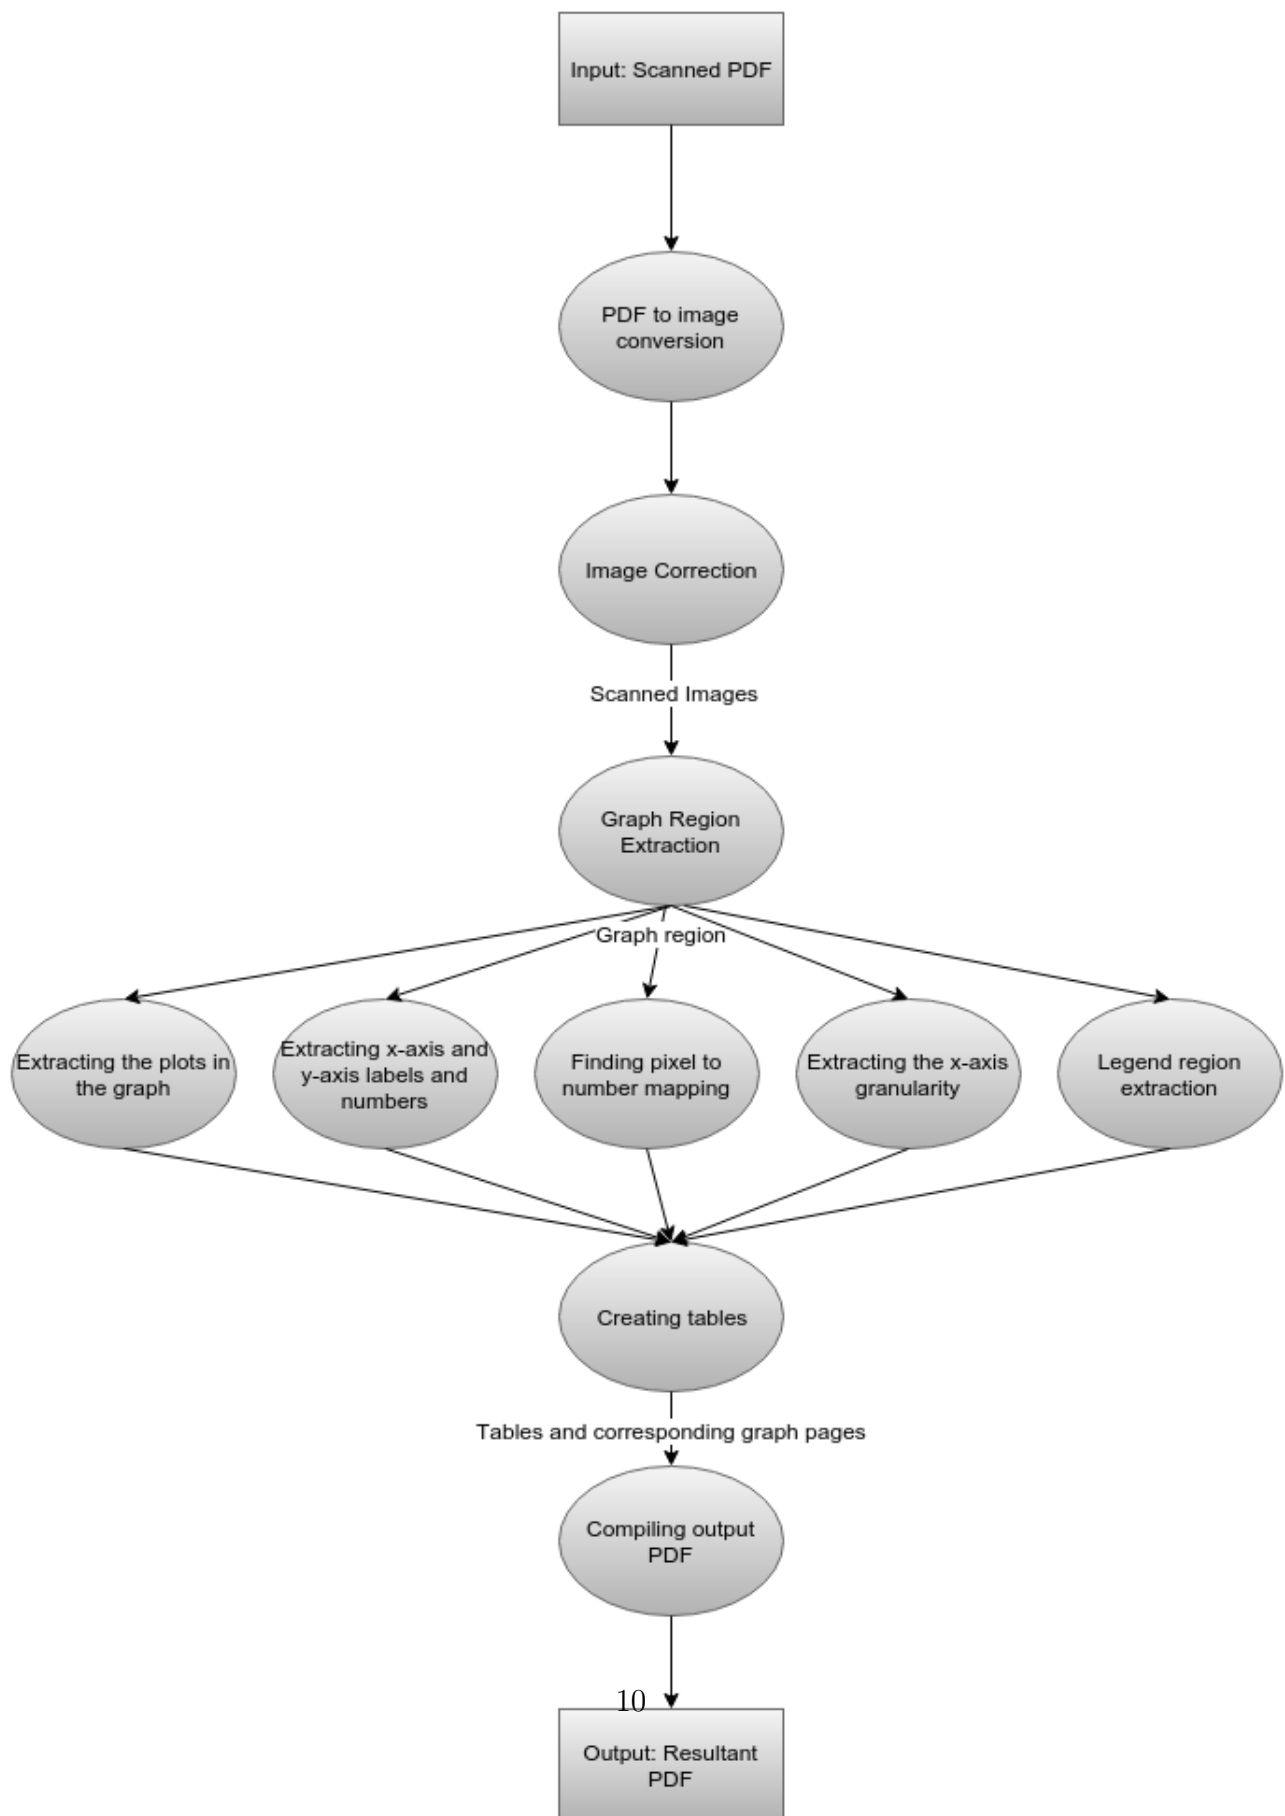 Input: Scanned PDF
PDF to image
conversion
Image Correction
Scanned Images
Graph Region
Extraction
Graph region
Extracting the plots in
the graph
Extracting x-axis and
y-axis labels and
numbers
Finding pixel to
number mapping
Extracting the x-axis
granularity
Legend region
extraction
Creating tables
Tables and corresponding graph pages
Compiling output
PDF
10
Output: Resultant
PDF